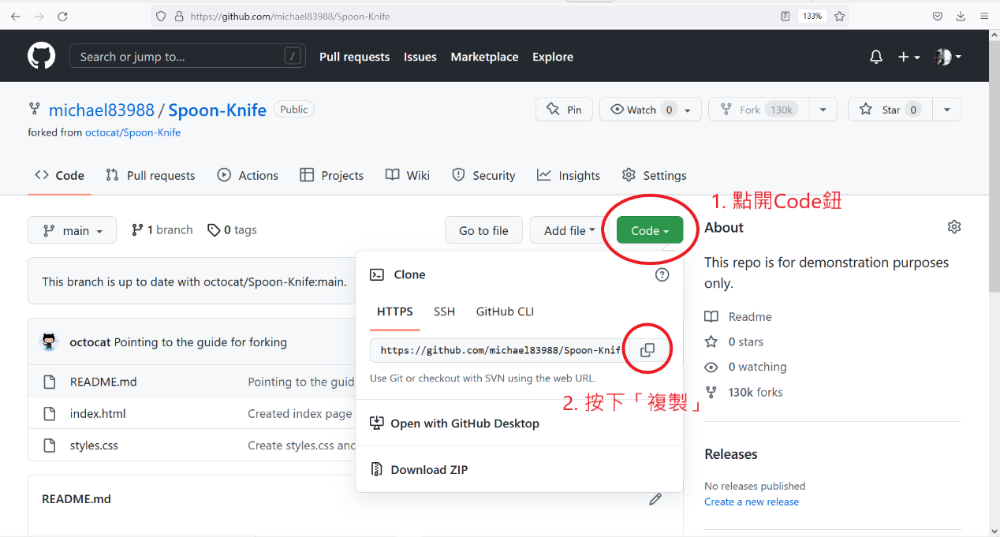 https://github.com/michael83988/Spoon-Knife
133%
Search or jump to...
/
Pull requests
Issues
Marketplace
Explore
michael83988 / Spoon-Knife
Public
Pin
Watch 0
Fork 130k
Star 0
forked from octocat/Spoon-Knife
Code
Pull requests
Actions
Projects
Wiki
Security
Insights
Settings
1. 點開Code鈕
main
1 branch
0 tags
Go to file
Add file
Code
About
This branch is up to date with octocat/Spoon-Knife:main.
Clone
HTTPS
SSH
GitHub CLI
https://github.com/michael83988/Spoon-Knif
Use Git or checkout with SVN using the web URL.
2. 按下「複製」
Open with GitHub Desktop
Download ZIP
octocat Pointing to the guide for forking
README.md
Pointing to the guid
index.html
Created index page
styles.css
Create styles.css and
README.md
This repo is for demonstration purposes
only.
Readme
0 stars
0 watching
130k forks
Releases
No releases published
Create a new release